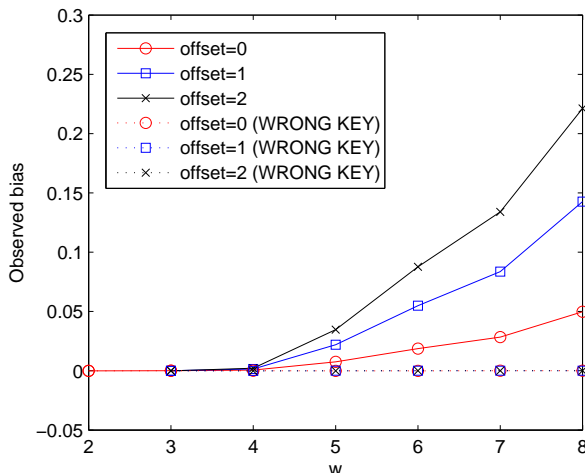 0.3
0.25
0.2
0.15
0.1
0.05
0
−0.05
Observed bias
offset=0
offset=1
offset=2
offset=0 (WRONG KEY)
offset=1 (WRONG KEY)
offset=2 (WRONG KEY)
2 3 4 5 6 7 8
w